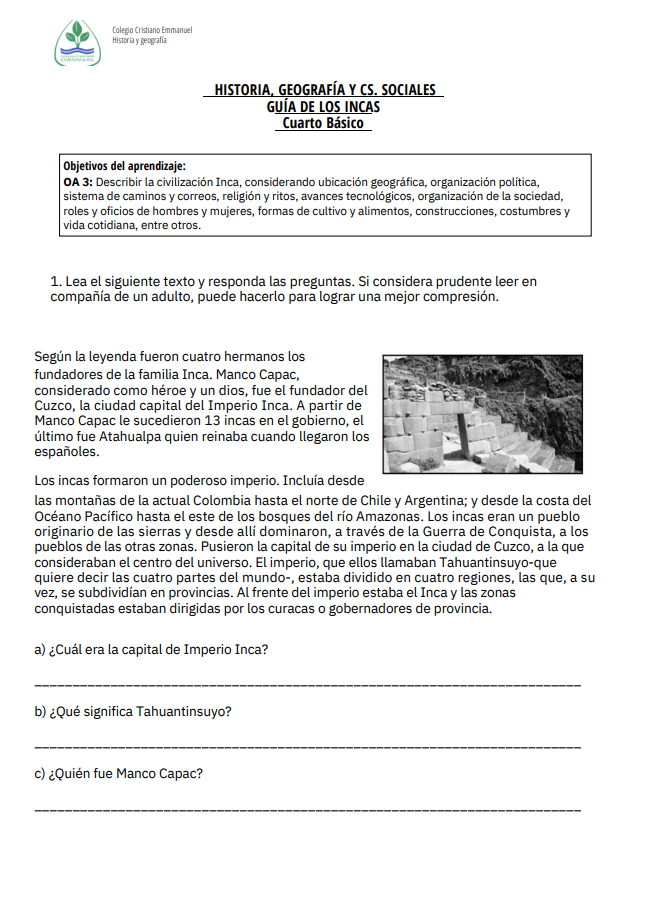 Colegio Cristiano Emmanuel
Historia y geografía
HISTORIA, GEOGRAFÍA Y CS. SOCIALES
GUÍA DE LOS INCAS
Cuarto Básico
Objetivos del aprendizaje:
OA 3: Describir la civilización Inca, considerando ubicación geográfica, organización política,
sistema de caminos y correos, religión y ritos, avances tecnológicos, organización de la sociedad,
roles y oficios de hombres y mujeres, formas de cultivo y alimentos, construcciones, costumbres y
vida cotidiana, entre otros.
1. Lea el siguiente texto y responda las preguntas. Si considera prudente leer en
compañía de un adulto, puede hacerlo para lograr una mejor compresión.
Según la leyenda fueron cuatro hermanos los
fundadores de la familia Inca. Manco Capac,
considerado como héroe y un dios, fue el fundador del
Cuzco, la ciudad capital del Imperio Inca. A partir de
Manco Capac le sucedieron 13 incas en el gobierno, el
último fue Atahualpa quien reinaba cuando llegaron los
españoles.
Los incas formaron un poderoso imperio. Incluía desde
las montañas de la actual Colombia hasta el norte de Chile y Argentina; y desde la costa del
Océano Pacífico hasta el este de los bosques del río Amazonas. Los incas eran un pueblo
originario de las sierras y desde allí dominaron, a través de la Guerra de Conquista, a los
pueblos de las otras zonas. Pusieron la capital de su imperio en la ciudad de Cuzco, a la que
consideraban el centro del universo. El imperio, que ellos llamaban Tahuantinsuyo-que
quiere decir las cuatro partes del mundo-, estaba dividido en cuatro regiones, las que, a su
vez, se subdividían en provincias. Al frente del imperio estaba el Inca y las zonas
conquistadas estaban dirigidas por los curacas o gobernadores de provincia.
a) ¿Cuál era la capital de Imperio Inca?
b) ¿Qué significa Tahuantinsuyo?
c) ¿Quién fue Manco Capac?